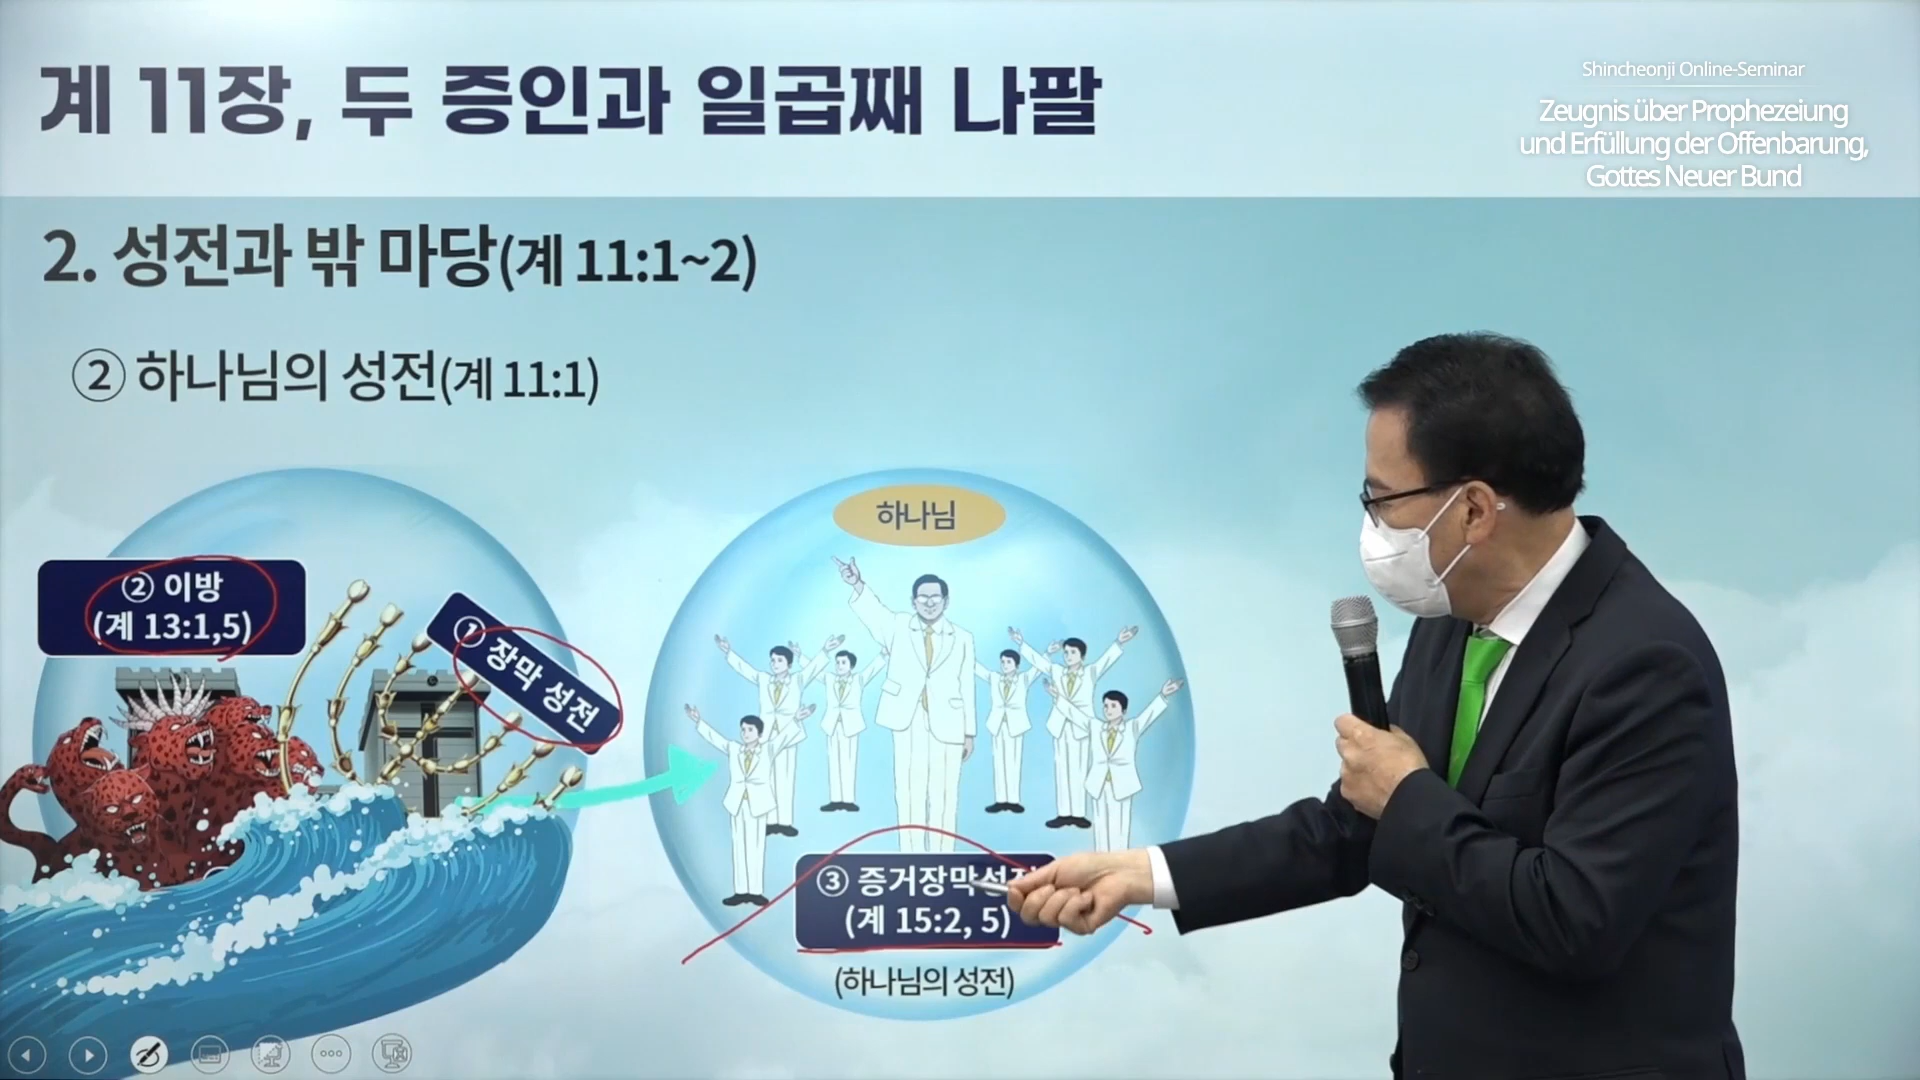 계 11장, 두 증인과 일곱째 나팔
Shincheonji Online-Seminar
Zeugnis über Prophezeiung
und Erfüllung der Offenbarung,
Gottes Neuer Bund
2. 성전과 밖 마당(계 11:1~2)
② 하나님의 성전(계 11:1)
② 이방
(계 13:1,5)
① 장막 성전
하나님
③ 증거장막성전
(계 15:2, 5)
(하나님의 성전)